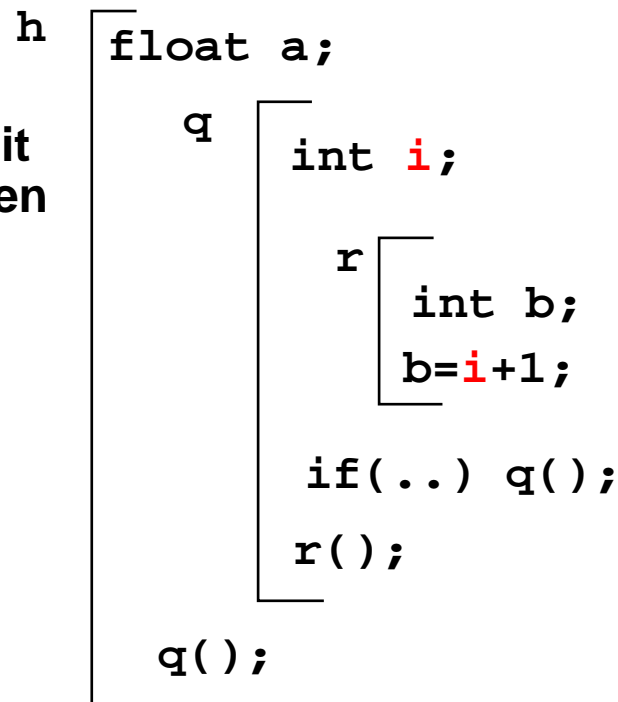 h
float a;
q
it
int i;
en
r
int b;
b=i+1;
if(..) q();
r();
q();